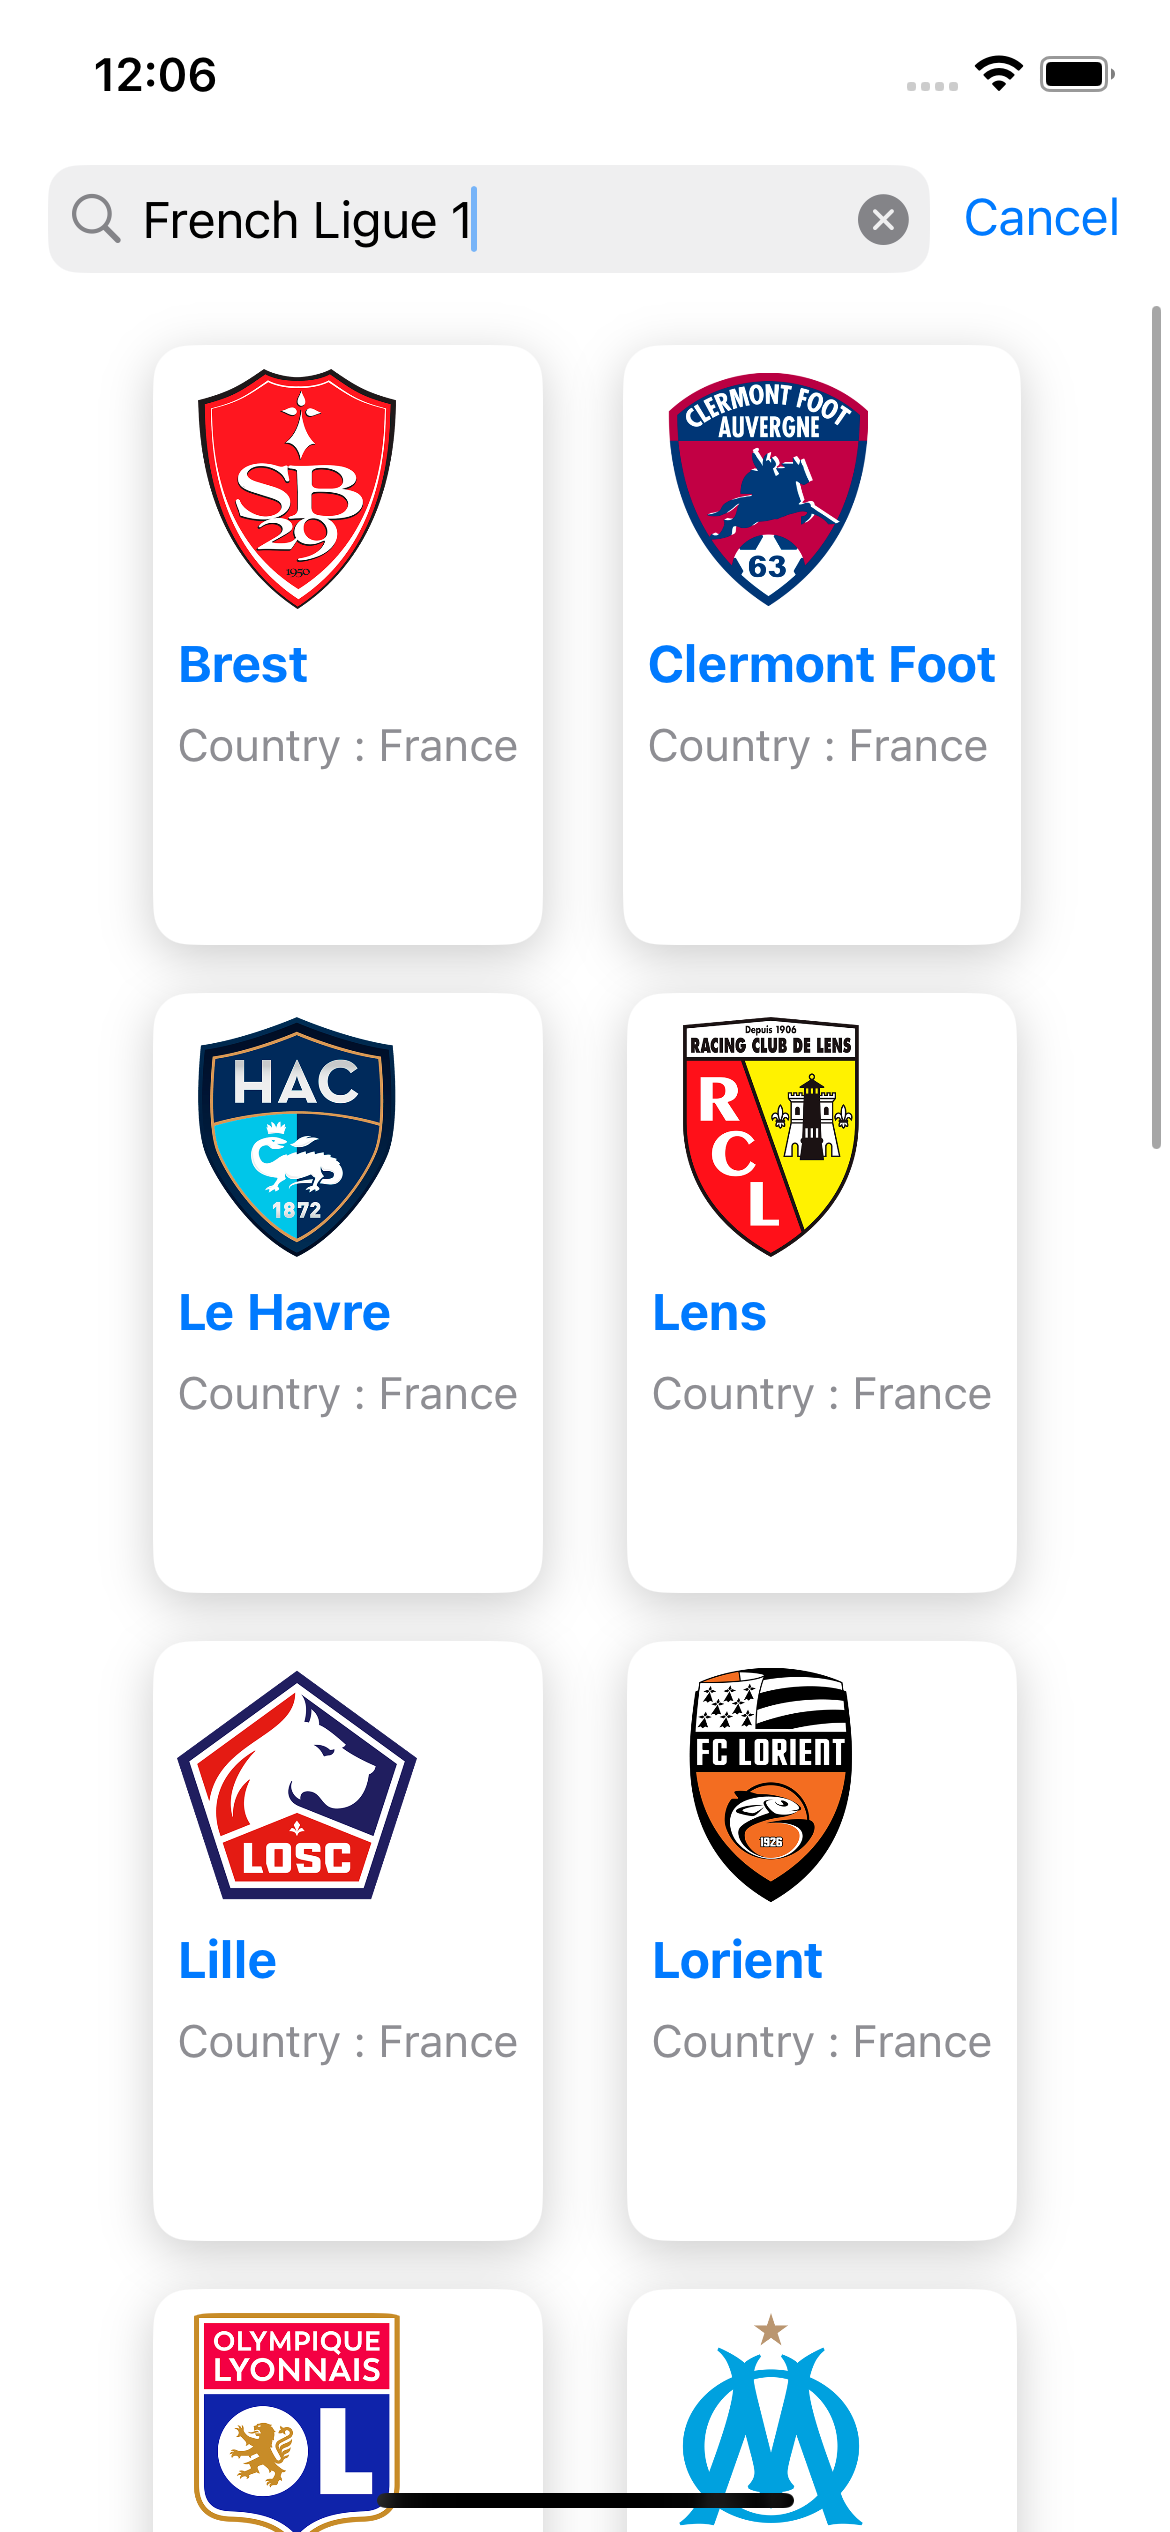 12:06
French Ligue 1
Cancel
CLERMONT FOOT
AUVERGNE
SB
29
1950
63
Brest
Clermont Foot
Country : France
Country : France
HAC
1872
Depuis 1906
RACING CLUB DE LENS
R
C
L
Le Havre
Lens
Country : France
Country : France
LOSC
FC LORIENT
1926
Lille
Lorient
Country : France
Country : France
OLYMPIQUE
LYONNAIS
OL
M